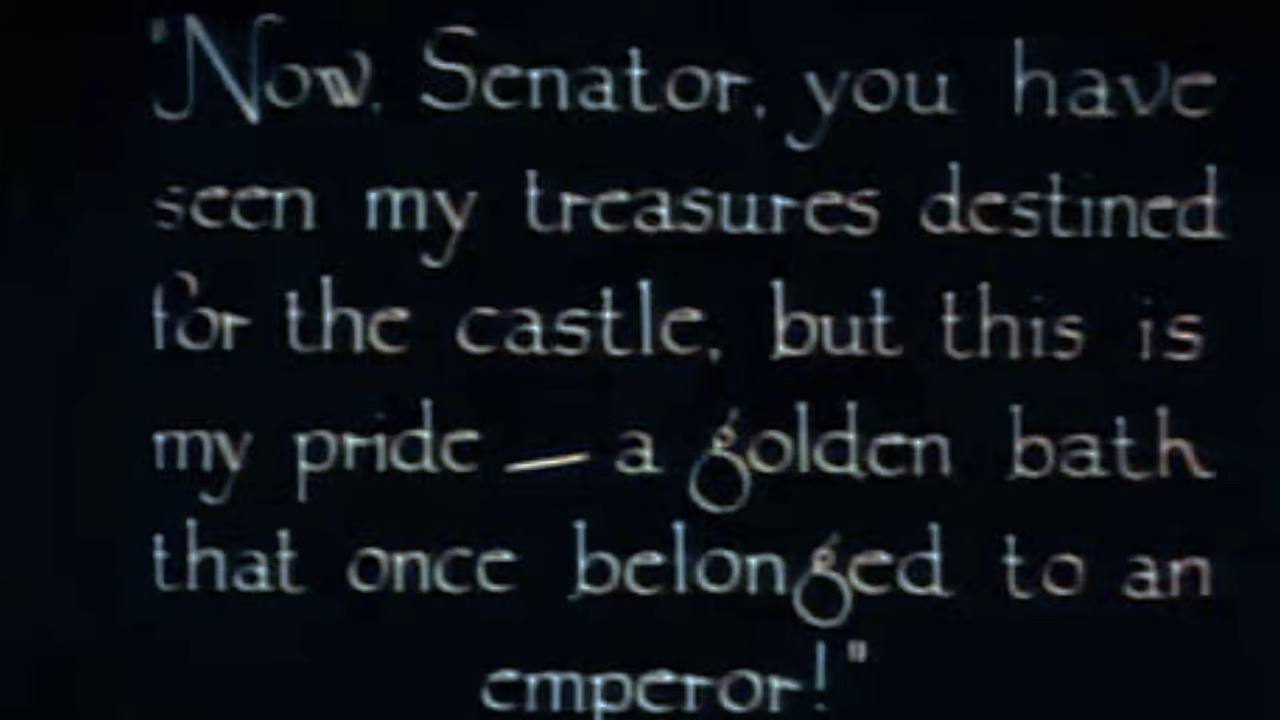 "Now, Senator, you have
seen my treasures destined
for the castle, but this is
my pride — a golden bath
that once belonged to an
emperor!"